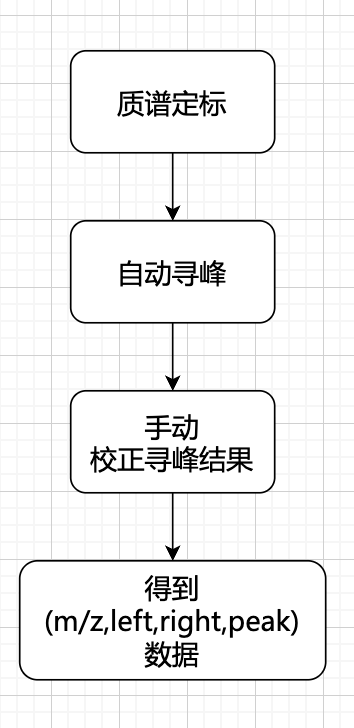 质谱定标
自动寻峰
手动
校正寻峰结果
得到
(m/z,left,right,peak)
数据